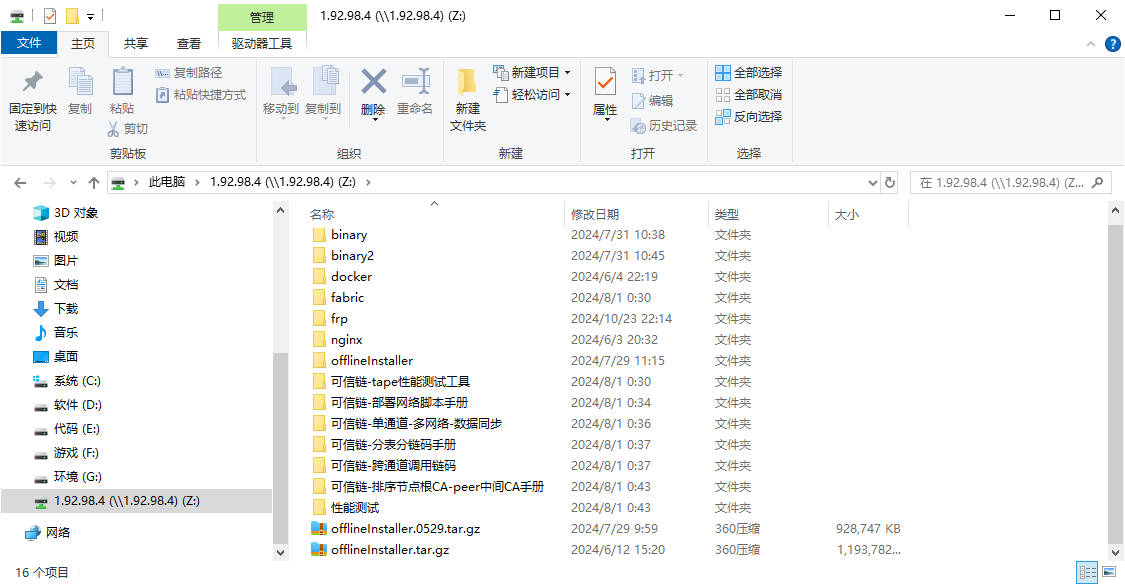 管理
1.92.98.4 (\\1.92.98.4) (Z:)
文件 主页 共享 查看 驱动器工具
固定到快速访问
复制
粘贴
复制路径
粘贴快捷方式
剪切
剪贴板
移动到
复制到
删除
重命名
组织
新建文件夹
新建项目
轻松访问
新建
属性
打开
编辑
历史记录
打开
全部选择
全部取消
反向选择
选择
此电脑 › 1.92.98.4 (\\1.92.98.4) (Z:) ›
在 1.92.98.4 (\\1.92.98.4) (Z...
3D 对象
视频
图片
文档
下载
音乐
桌面
系统 (C:)
软件 (D:)
代码 (E:)
游戏 (F:)
环境 (G:)
1.92.98.4 (\\1.92.98.4) (Z:)
网络
名称 修改日期 类型 大小
binary 2024/7/31 10:38 文件夹
binary2 2024/7/31 10:45 文件夹
docker 2024/6/4 22:19 文件夹
fabric 2024/8/1 0:30 文件夹
frp 2024/10/23 22:14 文件夹
nginx 2024/6/3 20:32 文件夹
offlineInstaller 2024/7/29 11:15 文件夹
可信链-tape性能测试工具 2024/8/1 0:30 文件夹
可信链-部署网络脚本手册 2024/8/1 0:34 文件夹
可信链-单通道-多网络-数据同步 2024/8/1 0:36 文件夹
可信链-分表分链码手册 2024/8/1 0:37 文件夹
可信链-跨通道调用链码 2024/8/1 0:37 文件夹
可信链-排序节点根CA-peer中间CA手册 2024/8/1 0:43 文件夹
性能测试 2024/8/1 0:43 文件夹
offlineInstaller.0529.tar.gz 2024/7/29 9:59 360压缩 928,747 KB
offlineInstaller.tar.gz 2024/6/12 15:20 360压缩 1,193,782...
16 个项目